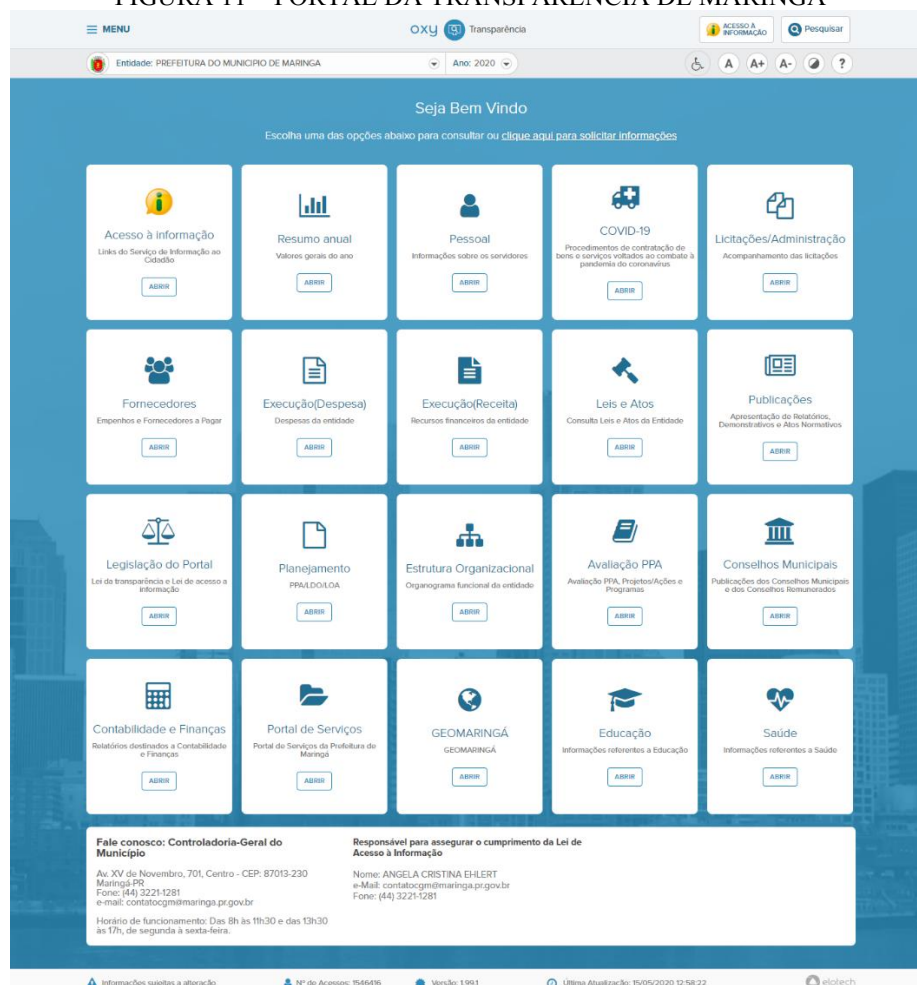 FIGURA 11 – PORTAL DA TRANSPARÊNCIA DE MARINGÁ
MENU
oxy Transparência
ACESSO À INFORMAÇÃO
Pesquisar
Entidade: PREFEITURA DO MUNICIPIO DE MARINGA
Ano: 2020
A A+ A- ?
Seja Bem Vindo
Escolha uma das opções abaixo para consultar ou clique aqui para solicitar informações
Acesso à informação
Links do Serviço de Informação ao
Cidadão
ABRIR
Resumo anual
Valores gerais do ano
ABRIR
Pessoal
Informações sobre os servidores
ABRIR
COVID-19
Procedimentos de contratação de
bens e serviços voltados ao combate à
pandemia do coronavírus
ABRIR
Licitações/Administração
Acompanhamento das licitações
ABRIR
Fornecedores
Empenhos e Fornecedores a Pagar
ABRIR
Execução(Despesa)
Despesas da entidade
ABRIR
Execução(Receita)
Recursos financeiros da entidade
ABRIR
Leis e Atos
Consulta Leis e Atos da Entidade
ABRIR
Publicações
Apresentação de Relatórios,
Demonstrativos e Atos Normativos
ABRIR
Legislação do Portal
Lei da transparência e Lei de acesso a
informação
ABRIR
Planejamento
PPA/LDO/LOA
ABRIR
Estrutura Organizacional
Organograma funcional da entidade
ABRIR
Avaliação PPA
Avaliação PPA, Projetos/Ações e
Programas
ABRIR
Conselhos Municipais
Publicações dos Conselhos Municipais
e dos Conselhos Remunerados
ABRIR
Contabilidade e Finanças
Relatórios destinados a Contabilidade
e Finanças
ABRIR
Portal de Serviços
Portal de Serviços da Prefeitura de
Maringá
ABRIR
GEOMARINGÁ
GEOMARINGÁ
ABRIR
Educação
Informações referentes a Educação
ABRIR
Saúde
Informações referentes a Saúde
ABRIR
Fale conosco: Controladoria-Geral do
Município
Av. XV de Novembro, 701, Centro - CEP: 87013-230
Maringá-PR
Fone: (44) 3221-1281
e-mail: contatocgm@maringa.pr.gov.br
Horário de funcionamento: Das 8h às 11h30 e das 13h30
às 17h, de segunda à sexta-feira.
Responsável para assegurar o cumprimento da Lei de
Acesso à Informação
Nome: ANGELA CRISTINA EHLERT
e-Mail: contatocgm@maringa.pr.gov.br
Fone: (44) 3221-1281
Informações sujeitas a alteração
Nº de Acessos: 1546416
Versão: 1.99.1
Última Atualização: 15/05/2020 12:58:22
elotech